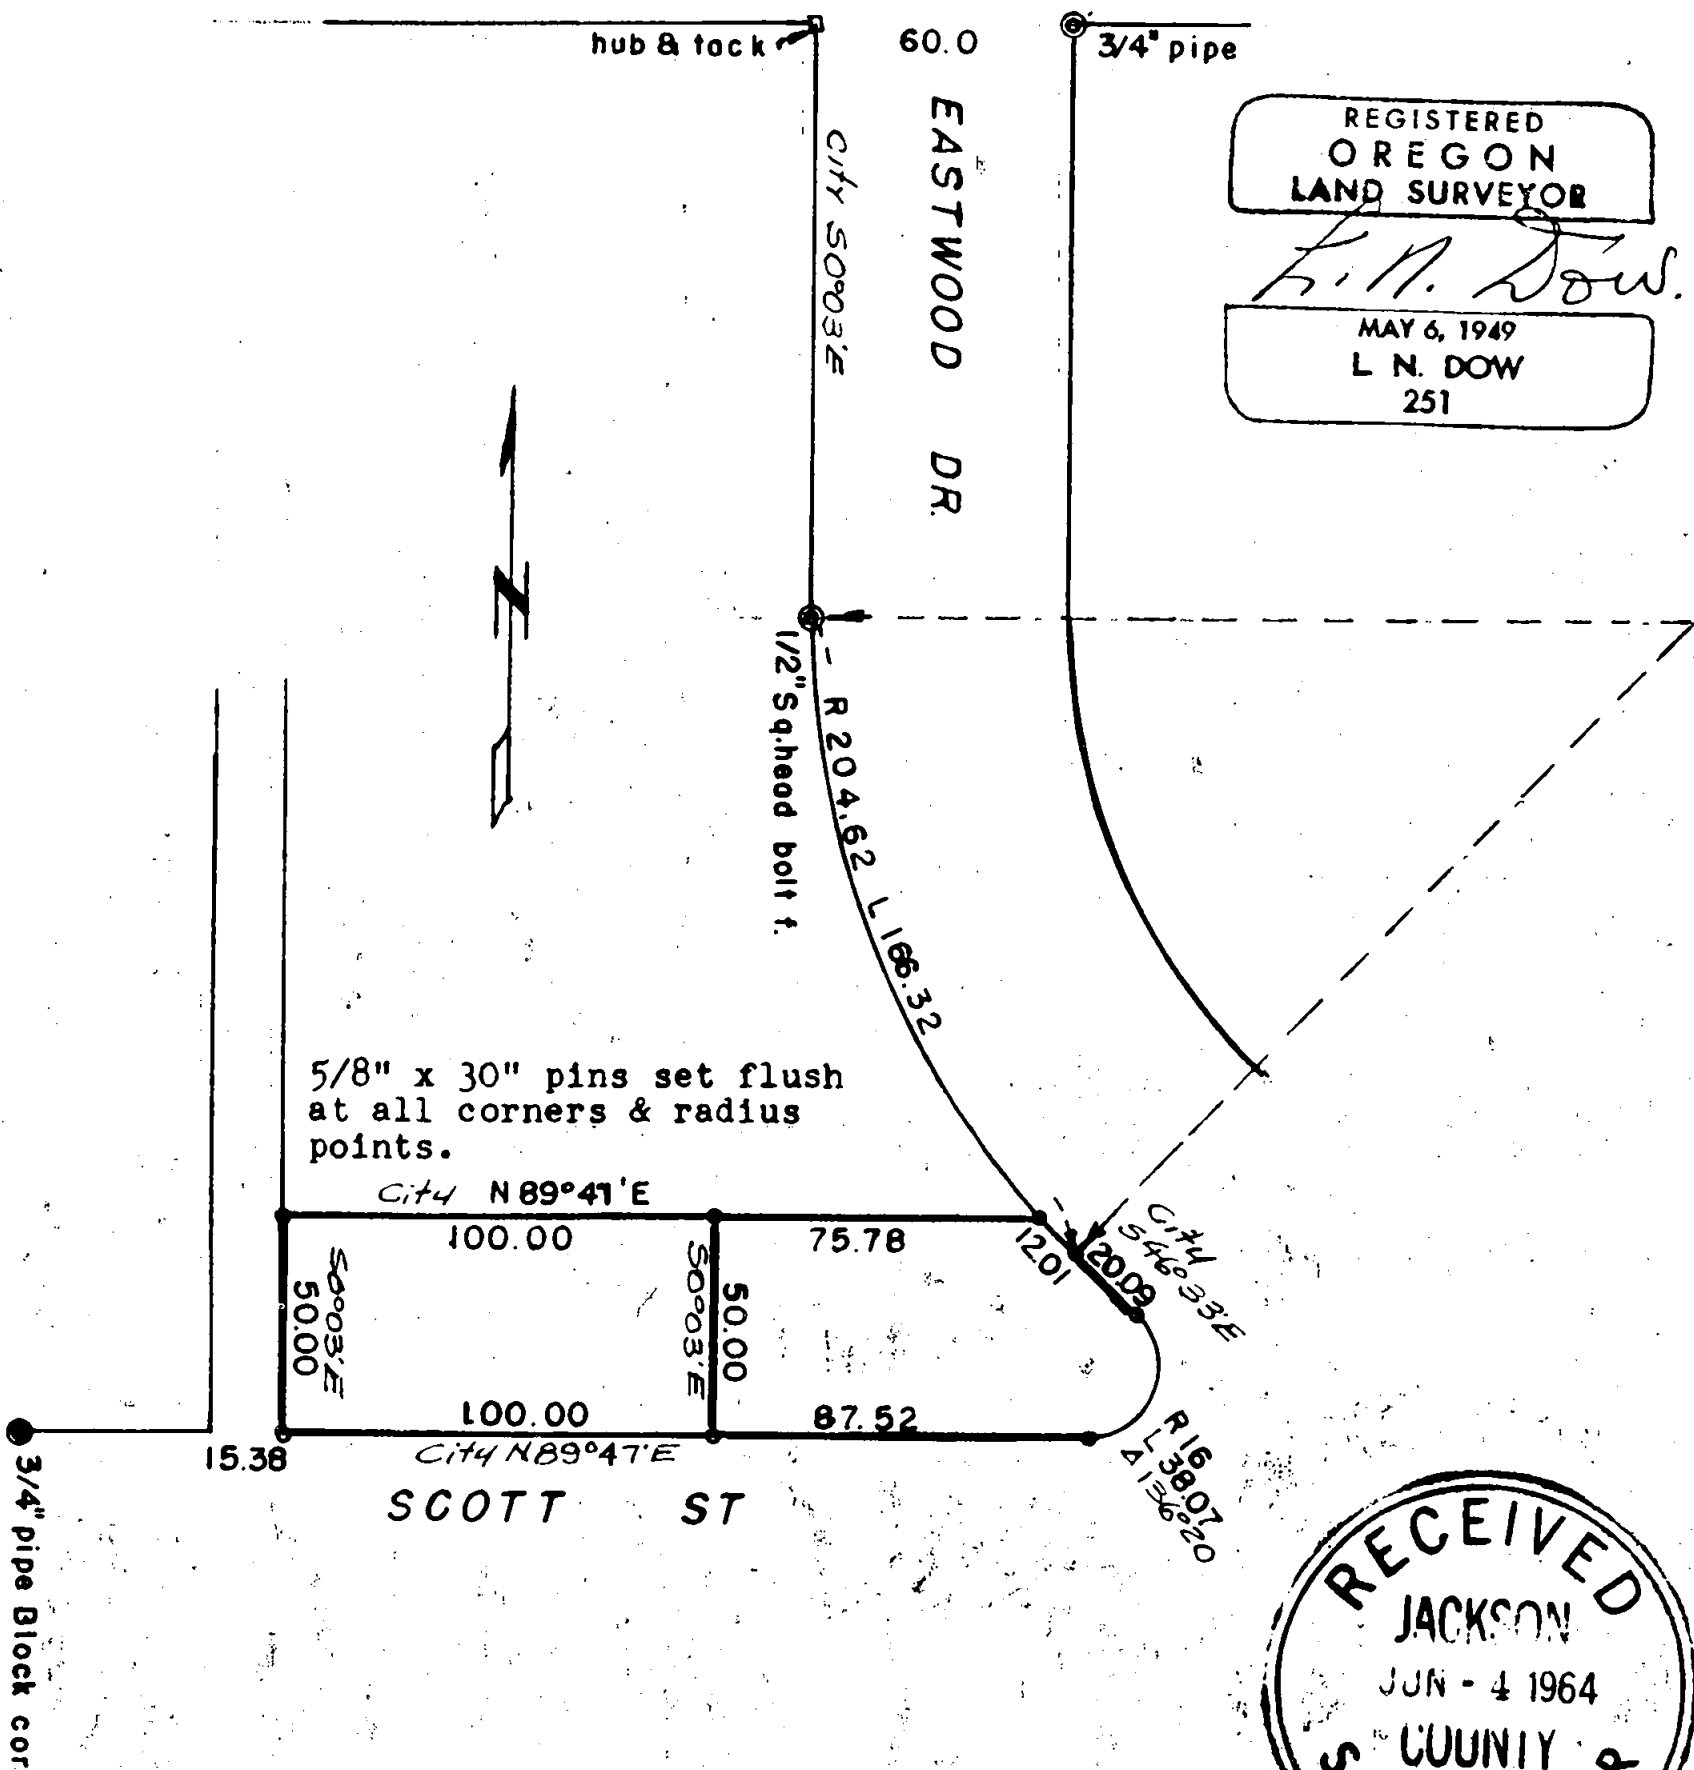 hub & tack
60.0
3/4" pipe
REGISTERED
OREGON
LAND SURVEYOR
L. N. Dow.
MAY 6, 1949
L N. DOW
251
City S0°03'E
EASTWOOD DR.
N
1/2" Sq. head bolt f.
R 204.62 L 166.32
5/8" x 30" pins set flush
at all corners & radius
points.
City N 89°47'E
100.00
75.78
12.01
20.09
City
S46°33'E
S0°03'E
50.00
S0°03'E
50.00
100.00
87.52
15.38
City N89°47'E
R 16
L 38.07
Δ 136°20
SCOTT ST
3/4" pipe Block cor
RECEIVED
JACKSON
JUN - 4 1964
COUNTY